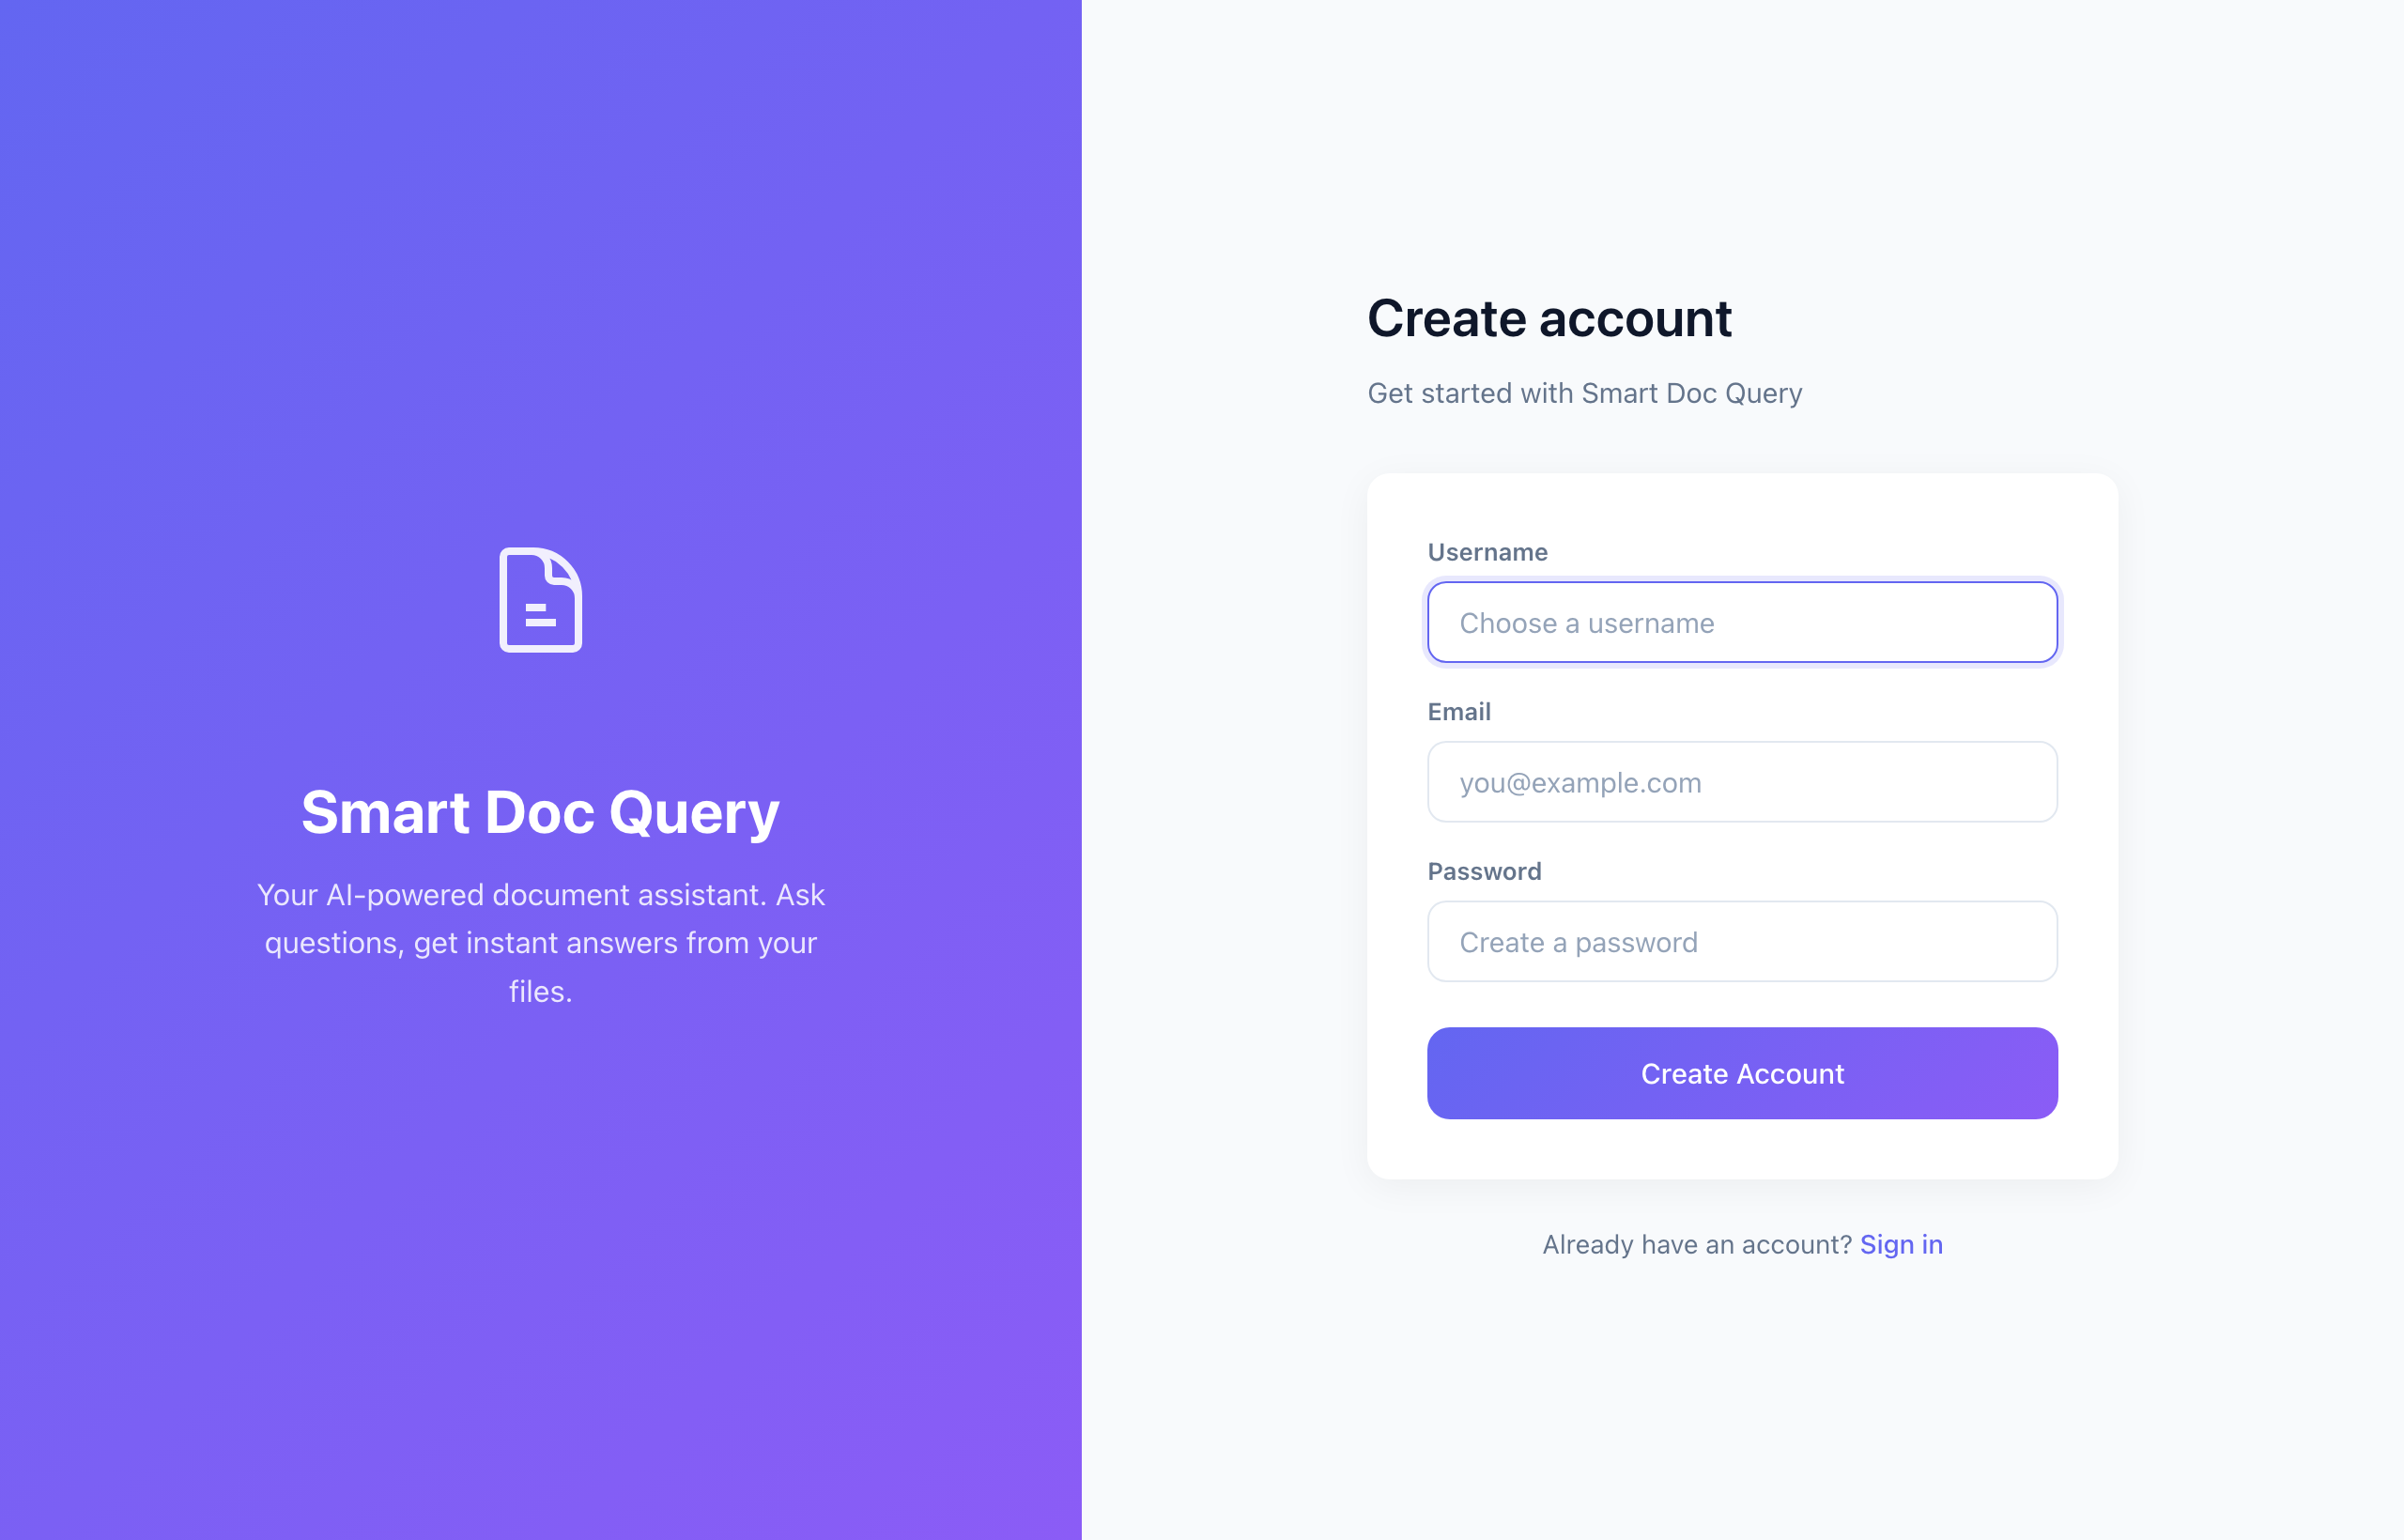 Smart Doc Query
Your AI-powered document assistant. Ask
questions, get instant answers from your
files.
Create account
Get started with Smart Doc Query
Username
Choose a username
Email
you@example.com
Password
Create a password
Create Account
Already have an account? Sign in